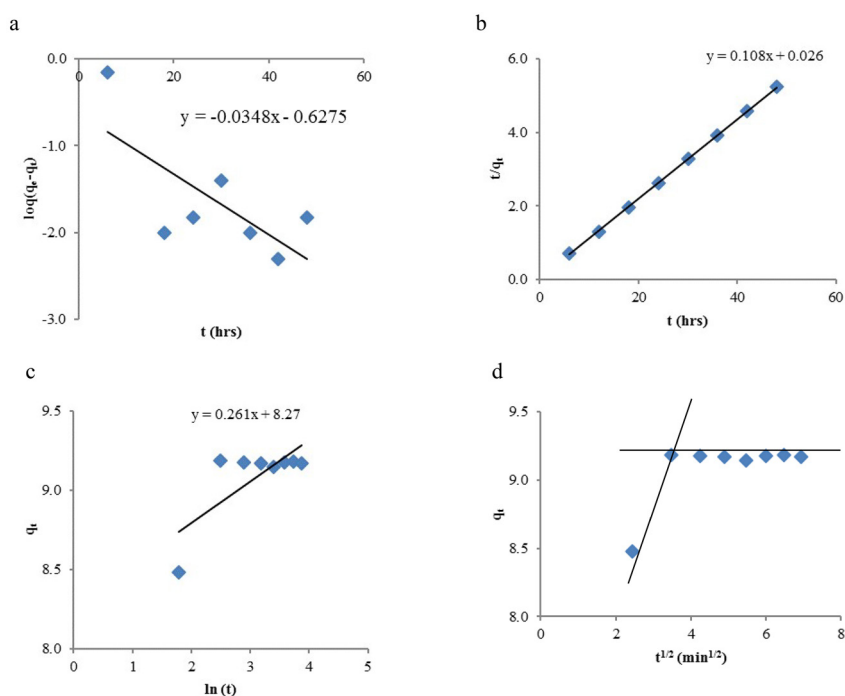 a
0.0
0
20
40
60
y = -0.0348x - 0.6275
-1.0
-2.0
-3.0
loq(qe-qt)
t (hrs)
b
y = 0.108x + 0.026
6.0
4.0
2.0
0.0
t/qt
0
20
40
60
t (hrs)
c
y = 0.261x + 8.27
9.5
9.0
8.5
8.0
qt
0
1
2
3
4
5
ln (t)
d
9.5
9.0
8.5
8.0
qt
0
2
4
6
8
t1/2 (min1/2)